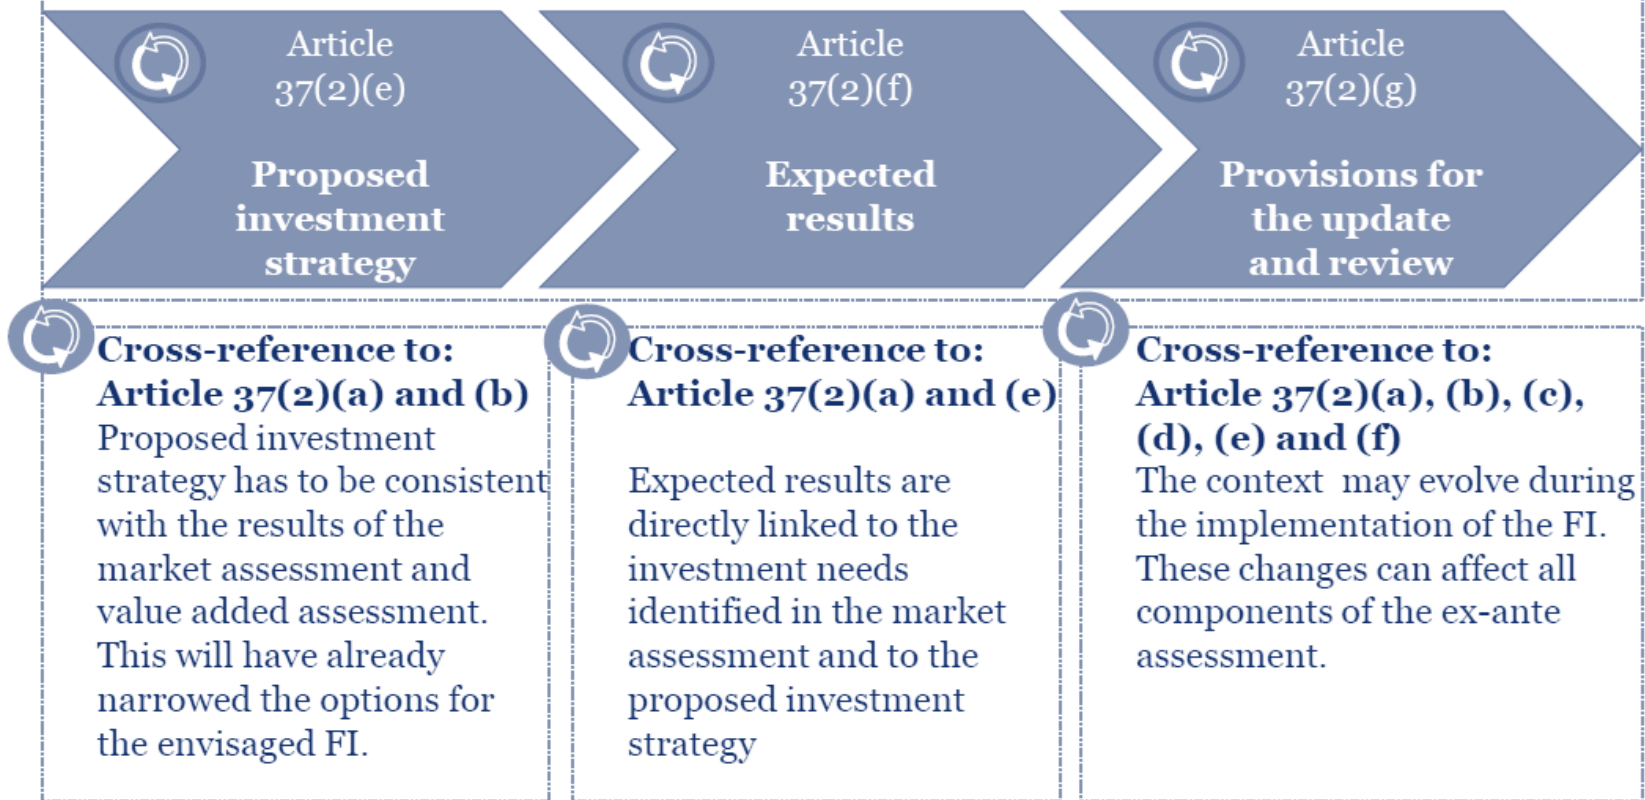 Article
37(2)(e)
Proposed
investment
strategy
Article
37(2)(f)
Expected
results
Article
37(2)(g)
Provisions for
the update
and review
Cross-reference to:
Article 37(2)(a) and (b)
Proposed investment
strategy has to be consistent
with the results of the
market assessment and
value added assessment.
This will have already
narrowed the options for
the envisaged FI.
Cross-reference to:
Article 37(2)(a) and (e)
Expected results are
directly linked to the
investment needs
identified in the market
assessment and to the
proposed investment
strategy
Cross-reference to:
Article 37(2)(a), (b), (c),
(d), (e) and (f)
The context  may evolve during
the implementation of the FI.
These changes can affect all
components of the ex-ante
assessment.